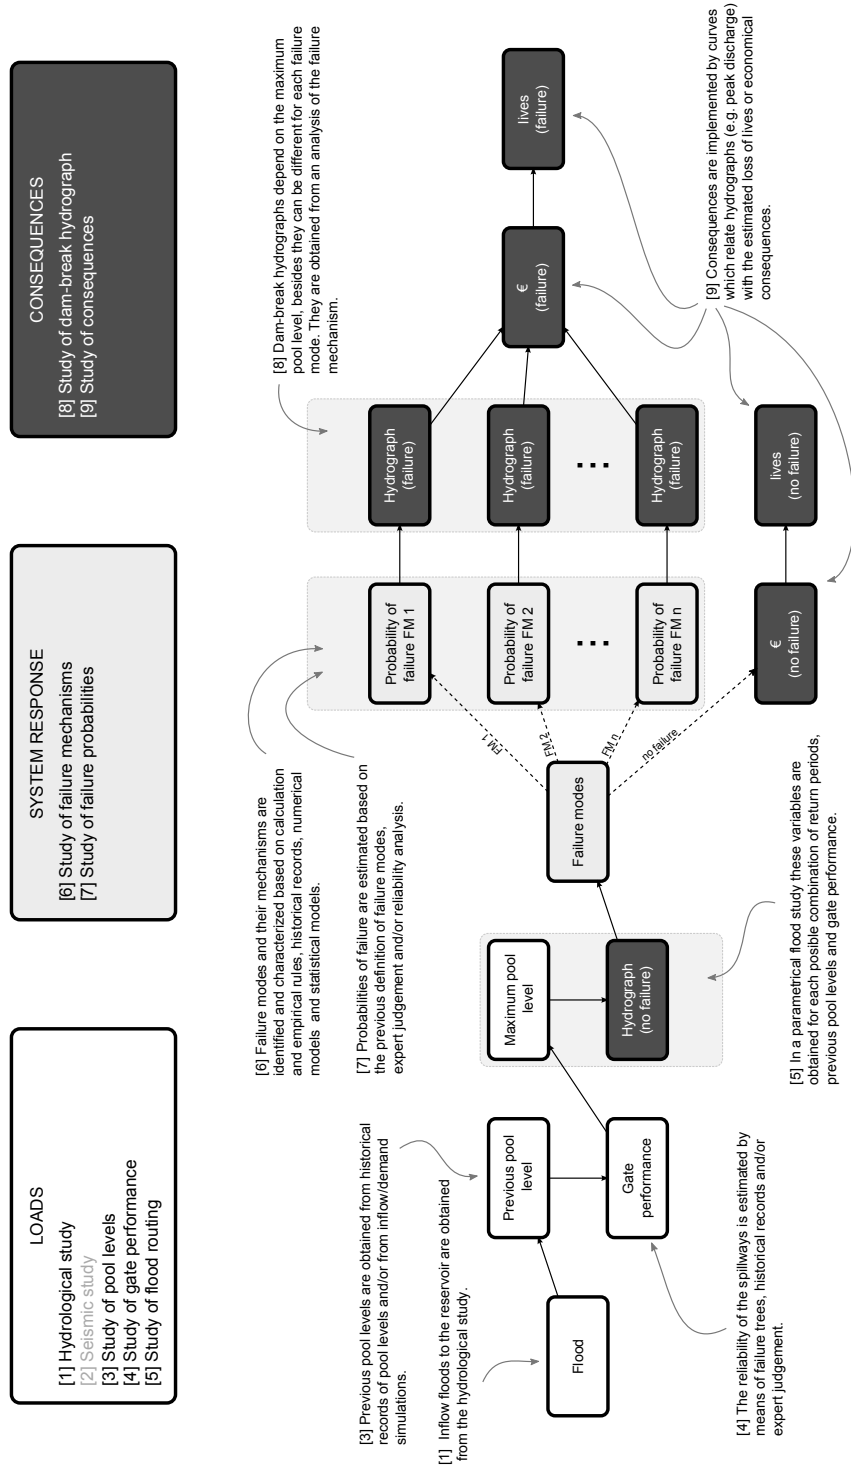 LOADS
[1] Hydrological study
[2] Seismic study
[3] Study of pool levels
[4] Study of gate performance
[5] Study of flood routing
SYSTEM RESPONSE
[6] Study of failure mechanisms
[7] Study of failure probabilities
CONSEQUENCES
[8] Study of dam-break hydrograph
[9] Study of consequences
[6] Failure modes and their mechanisms are
identified and characterized based on calculation
and empirical rules, historical records, numerical
models and statistical models.
[8] Dam-break hydrographs depend on the maximum
pool level, besides they can be different for each failure
mode. They are obtained from an analysis of the failure
mechanism.
[3] Previous pool levels are obtained from historical
records of pool levels and/or from inflow/demand
simulations.
[7] Probabilities of failure are estimated based on
the previous definition of failure modes,
expert judgement and/or reliability analysis.
[1] Inflow floods to the reservoir are obtained
from the hydrological study.
Flood
Previous pool
level
Gate
performance
Maximum pool
level
Hydrograph
(no failure)
Failure modes
FM 1
FM 2
FM n
no failure
Probability of
failure FM 1
Probability of
failure FM 2
...
Probability of
failure FM n
€
(no failure)
Hydrograph
(failure)
Hydrograph
(failure)
...
Hydrograph
(failure)
lives
(no failure)
€
(failure)
lives
(failure)
[4] The reliability of the spillways is estimated by
means of failure trees, historical records and/or
expert judgement.
[5] In a parametrical flood study these variables are
obtained for each posible combination of return periods,
previous pool levels and gate performance.
[9] Consequences are implemented by curves
which relate hydrographs (e.g. peak discharge)
with the estimated loss of lives or economical
consequences.